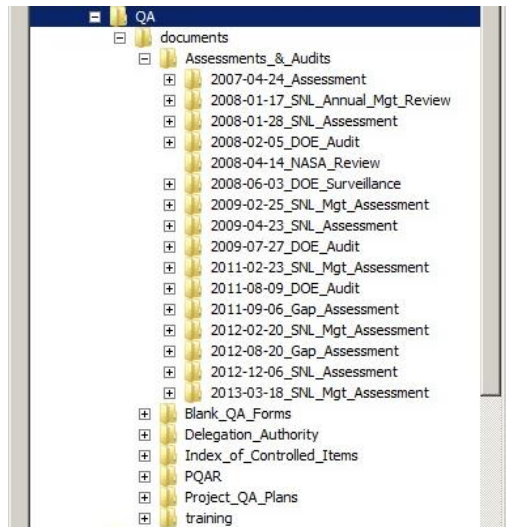 QA
documents
Assessments_&_Audits
2007-04-24_Assessment
2008-01-17_SNL_Annual_Mgt_Review
2008-01-28_SNL_Assessment
2008-02-05_DOE_Audit
2008-04-14_NASA_Review
2008-06-03_DOE_Surveillance
2009-02-25_SNL_Mgt_Assessment
2009-04-23_SNL_Assessment
2009-07-27_DOE_Audit
2011-02-23_SNL_Mgt_Assessment
2011-08-09_DOE_Audit
2011-09-06_Gap_Assessment
2012-02-20_SNL_Mgt_Assessment
2012-08-20_Gap_Assessment
2012-12-06_SNL_Assessment
2013-03-18_SNL_Mgt_Assessment
Blank_QA_Forms
Delegation_Authority
Index_of_Controlled_Items
PQAR
Project_QA_Plans
training